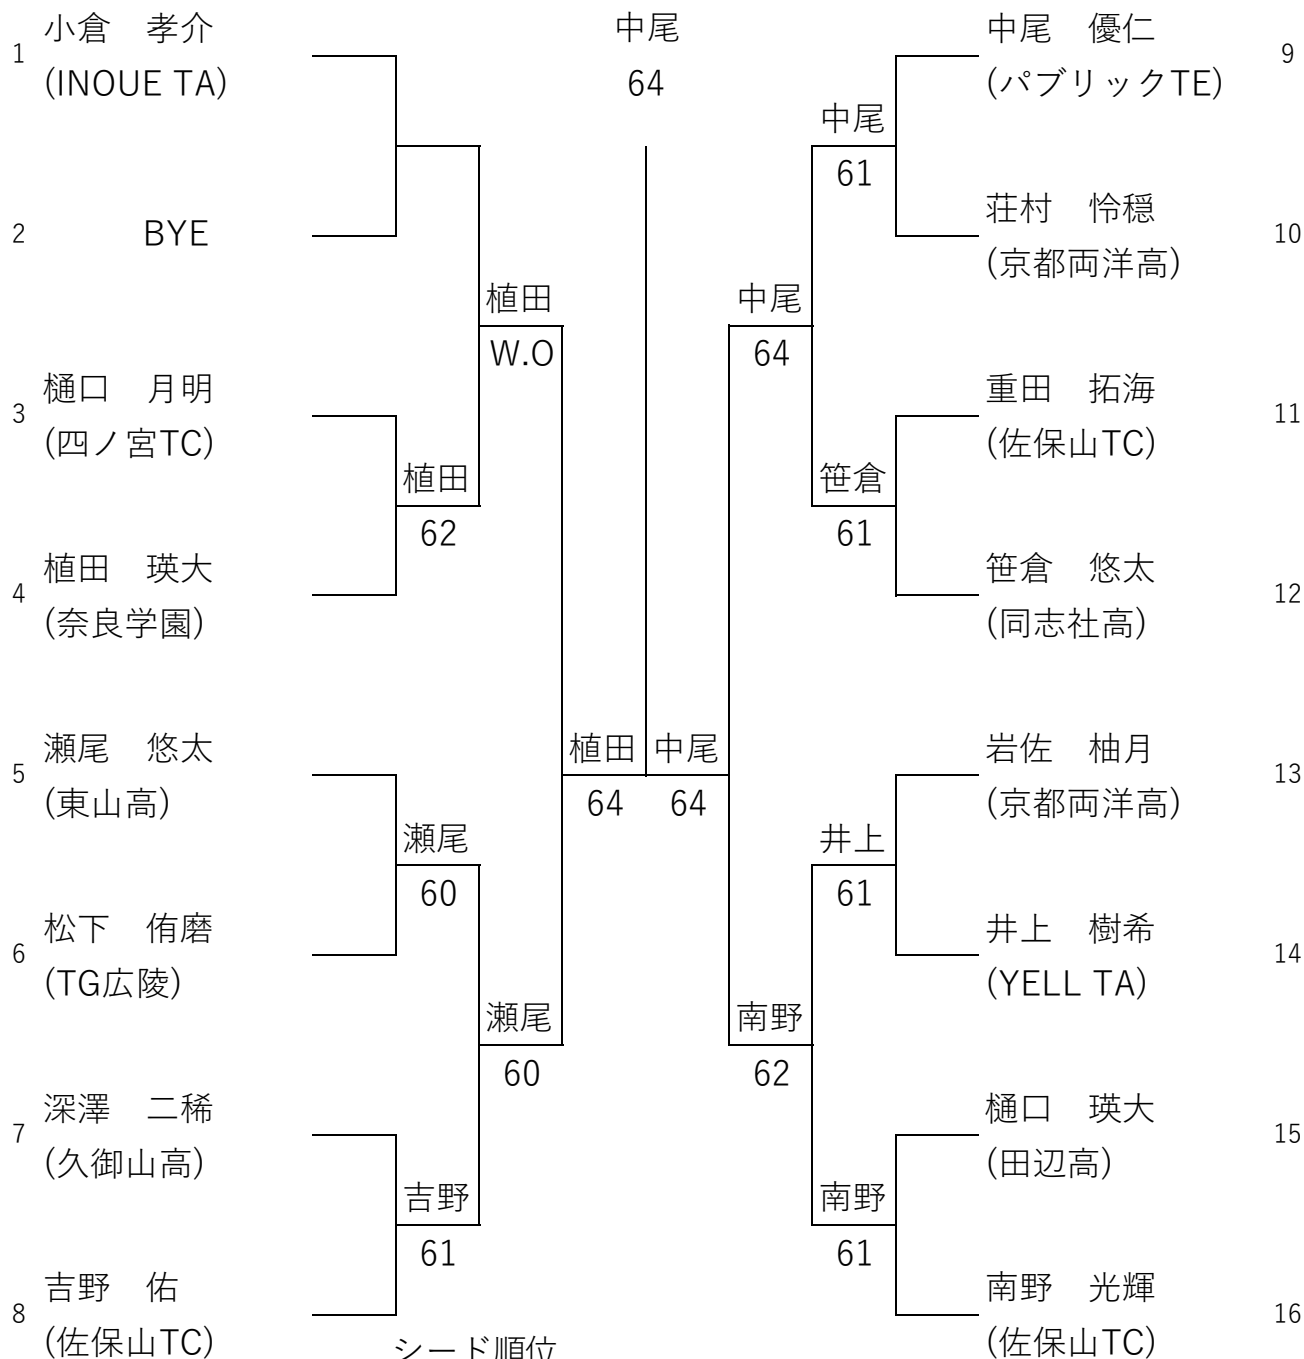 中尾
64
1
小倉　孝介
(INOUE TA)
2
BYE
3
樋口　月明
(四ノ宮TC)
4
植田　瑛大
(奈良学園)
5
瀬尾　悠太
(東山高)
6
松下　侑磨
(TG広陵)
7
深澤　二稀
(久御山高)
8
吉野　佑
(佐保山TC)
植田
62
瀬尾
60
吉野
61
植田
W.O
瀬尾
60
植田
64
中尾
64
中尾
64
南野
62
中尾
61
笹倉
61
井上
61
南野
61
中尾　優仁
(パブリックTE)
9
荘村　怜穏
(京都両洋高)
10
重田　拓海
(佐保山TC)
11
笹倉　悠太
(同志社高)
12
岩佐　柚月
(京都両洋高)
13
井上　樹希
(YELL TA)
14
樋口　瑛大
(田辺高)
15
南野　光輝
(佐保山TC)
16
シード順位